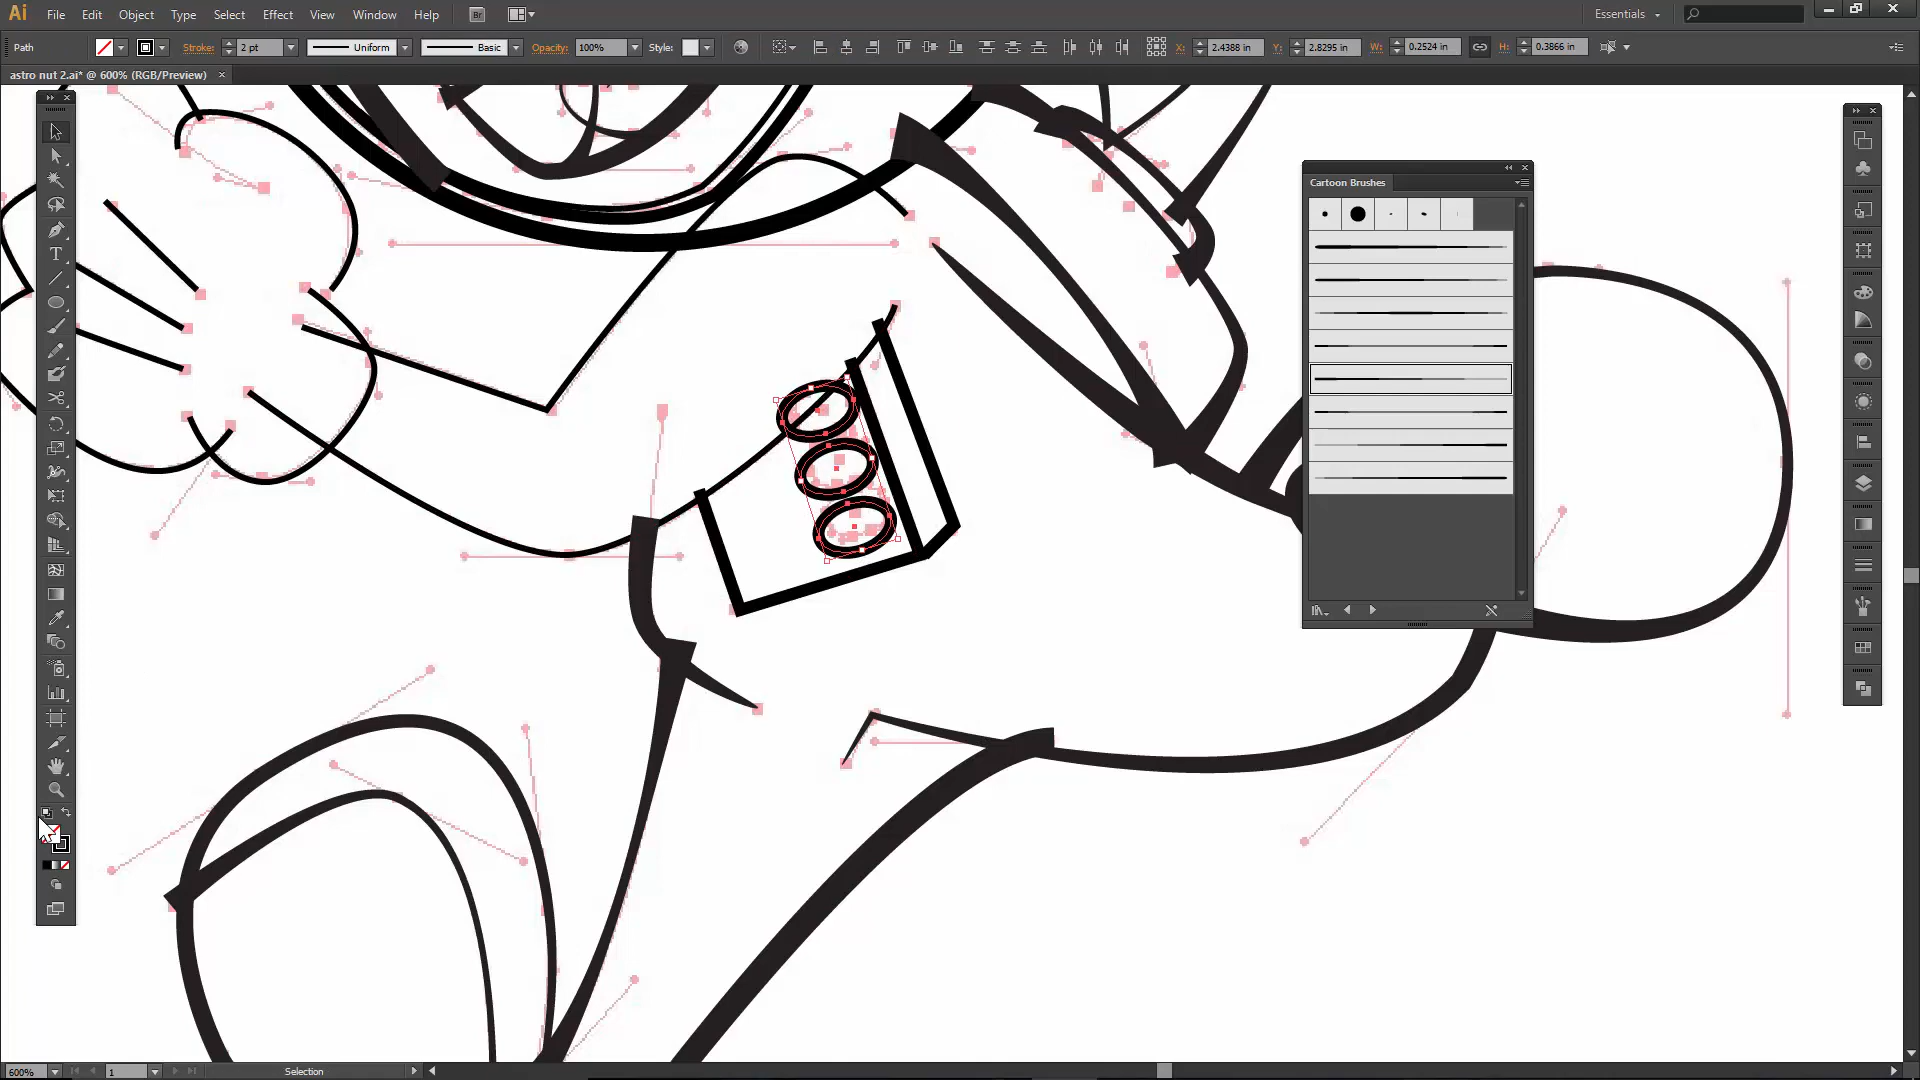 Ai File Edit Object Type Select Effect View Window Help Br Essentials
Path Stroke: 2 pt Uniform Basic Opacity: 100% Style: X: 2.4388 in Y: 2.8295 in W: 0.2524 in H: 0.3866 in
astro nut 2.ai* @ 600% (RGB/Preview)
Cartoon Brushes
T
600% 1 Selection